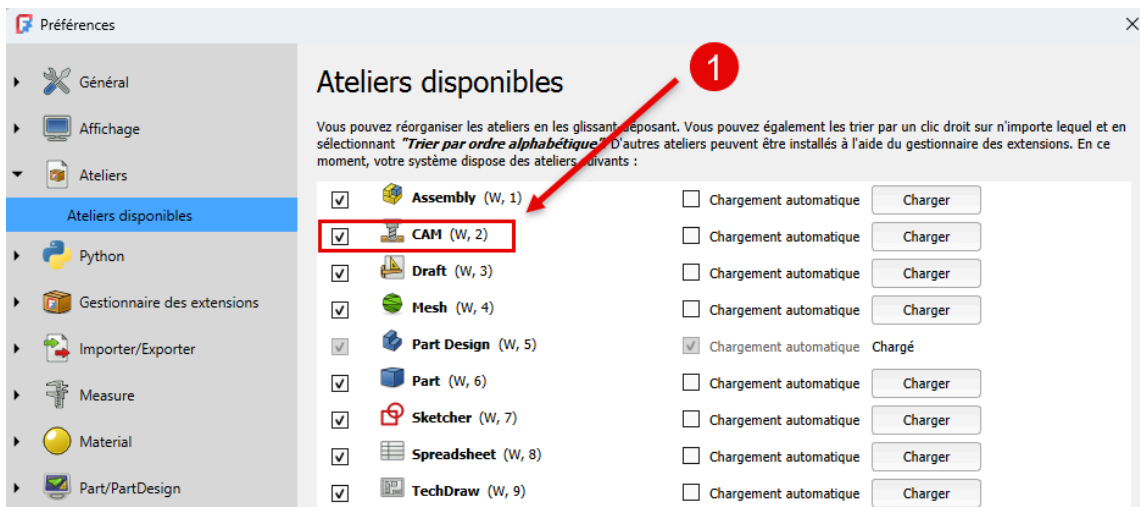 Préférences
Général
Affichage
Ateliers
Ateliers disponibles
Python
Gestionnaire des extensions
Importer/Exporter
Measure
Material
Part/PartDesign
1
Ateliers disponibles
Vous pouvez réorganiser les ateliers en les glissant-déposant. Vous pouvez également les trier par un clic droit sur n'importe lequel et en
sélectionnant "Trier par ordre alphabétique". D'autres ateliers peuvent être installés à l'aide du gestionnaire des extensions. En ce
moment, votre système dispose des ateliers suivants :
Assembly (W, 1) Chargement automatique Charger
CAM (W, 2) Chargement automatique Charger
Draft (W, 3) Chargement automatique Charger
Mesh (W, 4) Chargement automatique Charger
Part Design (W, 5) Chargement automatique Chargé
Part (W, 6) Chargement automatique Charger
Sketcher (W, 7) Chargement automatique Charger
Spreadsheet (W, 8) Chargement automatique Charger
TechDraw (W, 9) Chargement automatique Charger